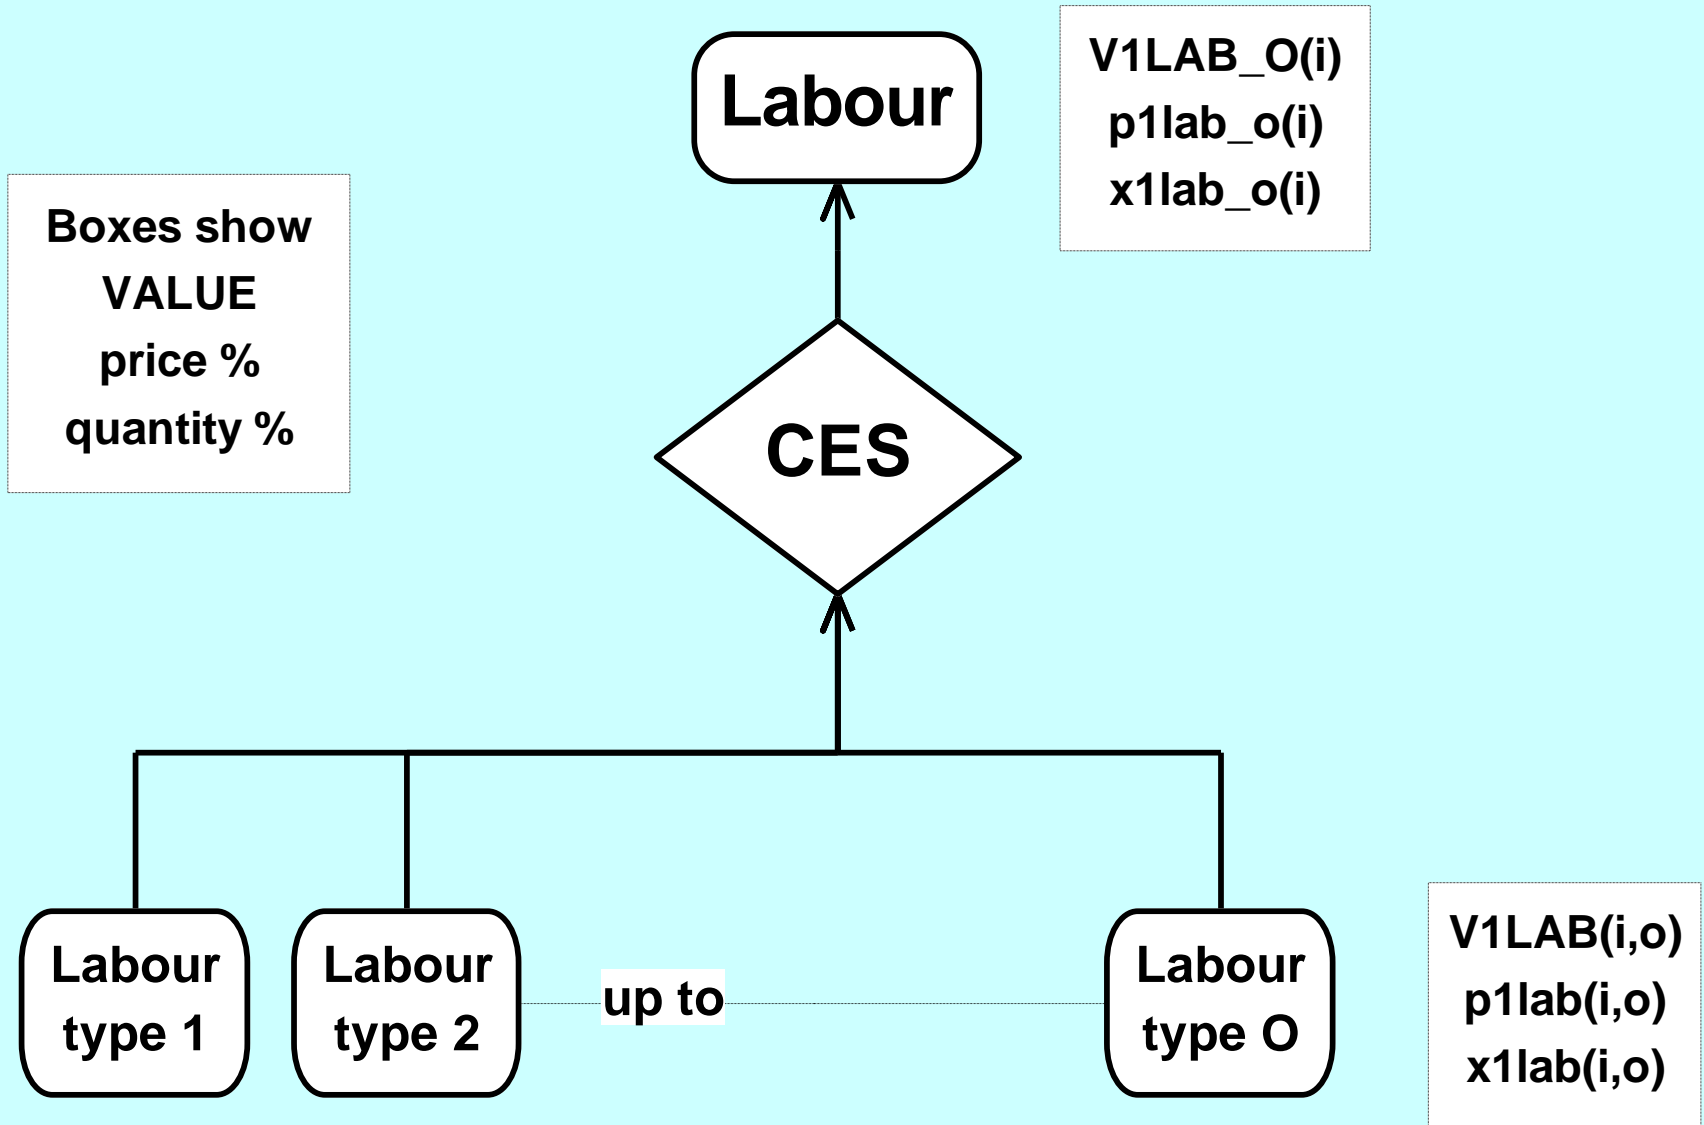 Labour
V1LAB_O(i)
p1lab_o(i)
x1lab_o(i)
Boxes show
VALUE
price %
quantity %
CES
Labour
type 1
Labour
type 2
up to
Labour
type O
V1LAB(i,o)
p1lab(i,o)
x1lab(i,o)